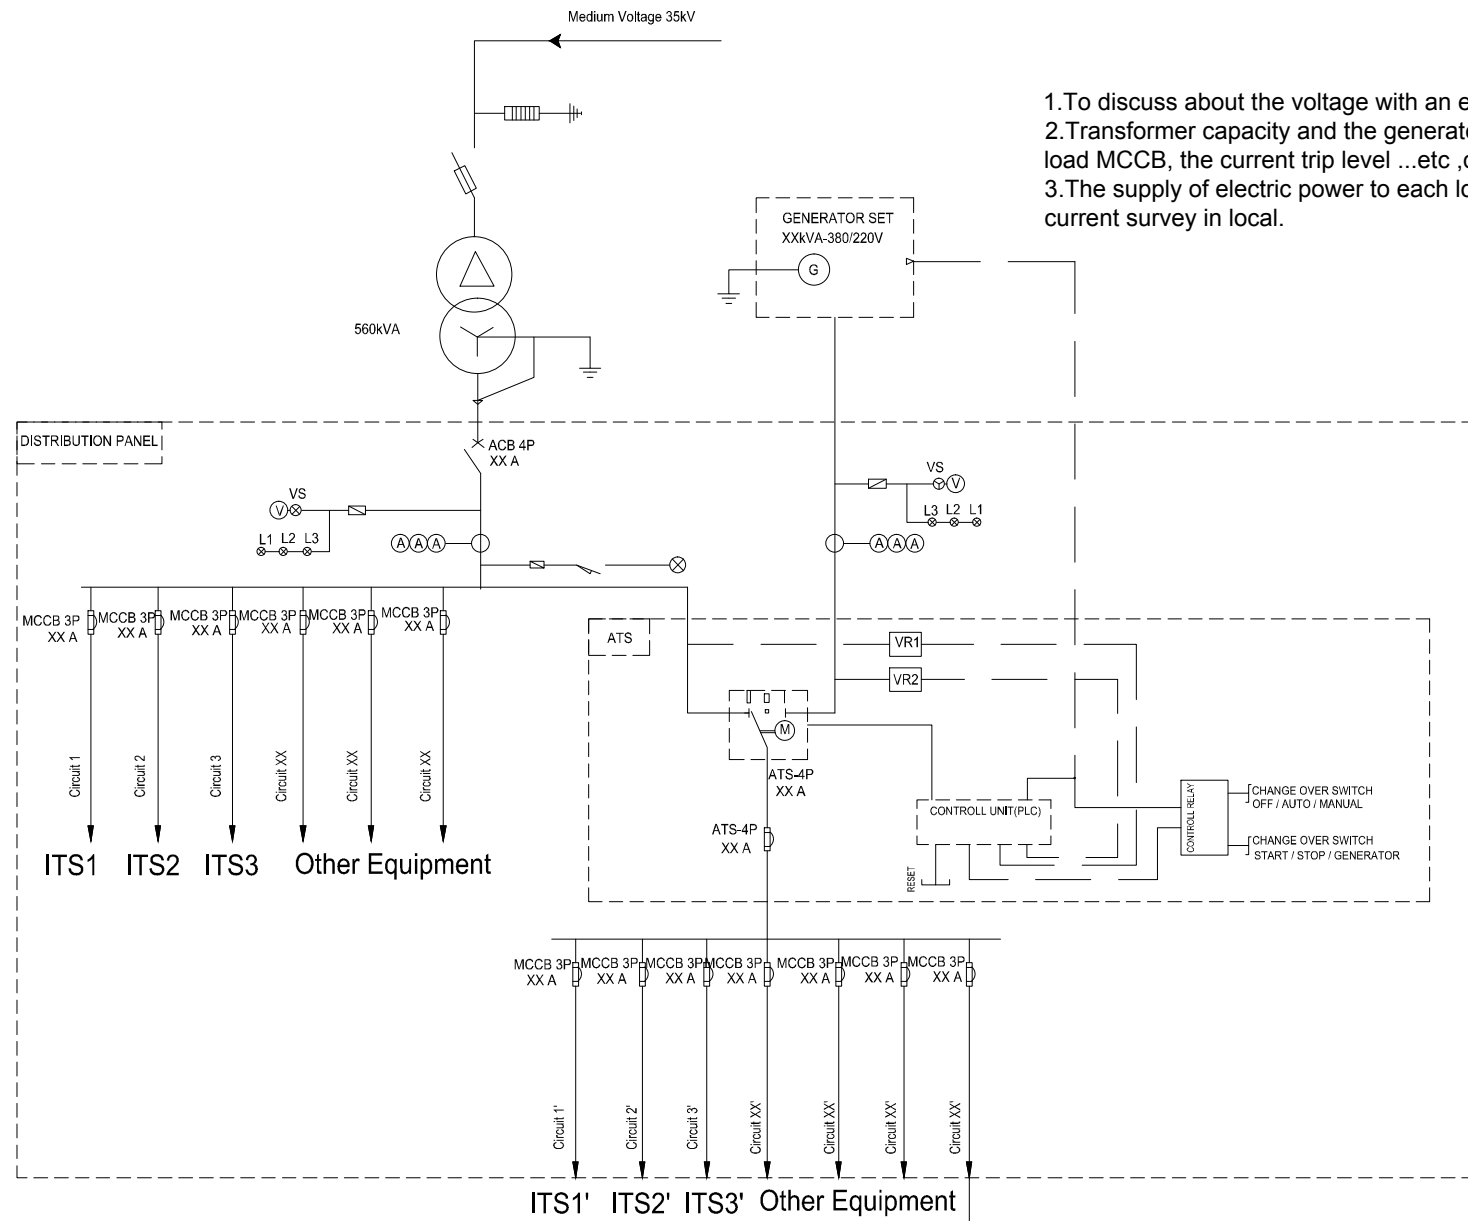 Medium Voltage 35kV
1.To discuss about the voltage with an e
2.Transformer capacity and the generat
load MCCB, the current trip level ...etc ,
3.The supply of electric power to each lo
current survey in local.
GENERATOR SET
XXkVA-380/220V
G
560kVA
DISTRIBUTION PANEL
ACB 4P
XX A
VS
V
L1 L2 L3
A A A
VS
V
L3 L2 L1
A A A
MCCB 3P
XX A
MCCB 3P
XX A
MCCB 3P
XX A
MCCB 3P
XX A
MCCB 3P
XX A
MCCB 3P
XX A
ATS
VR1
VR2
M
ATS-4P
XX A
ATS-4P
XX A
CONTROLL UNIT(PLC)
RESET
CONTROLL RELAY
CHANGE OVER SWITCH
OFF / AUTO / MANUAL
CHANGE OVER SWITCH
START / STOP / GENERATOR
Circuit 1
Circuit 2
Circuit 3
Circuit XX
Circuit XX
Circuit XX
ITS1 ITS2 ITS3 Other Equipment
MCCB 3P
XX A
MCCB 3P
XX A
MCCB 3P
XX A
MCCB 3P
XX A
MCCB 3P
XX A
MCCB 3P
XX A
MCCB 3P
XX A
Circuit 1'
Circuit 2'
Circuit 3'
Circuit XX'
Circuit XX'
Circuit XX'
Circuit XX'
ITS1' ITS2' ITS3' Other Equipment